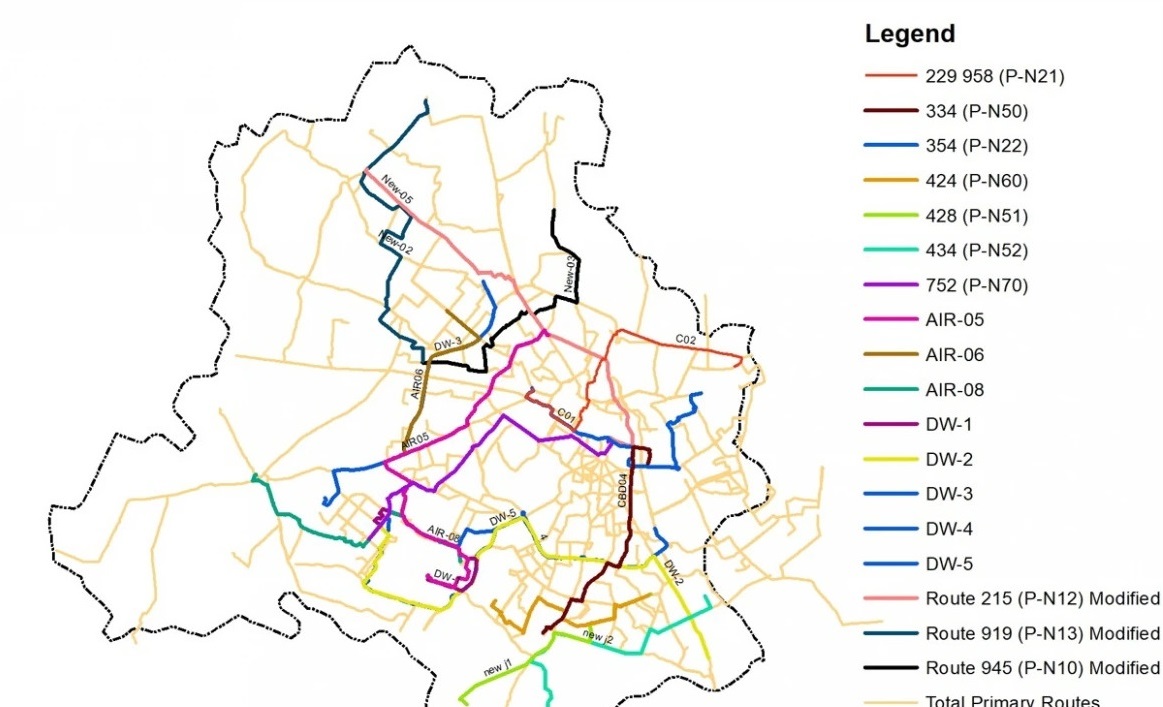 Legend
229 958 (P-N21)
334 (P-N50)
354 (P-N22)
424 (P-N60)
428 (P-N51)
434 (P-N52)
752 (P-N70)
AIR-05
AIR-06
AIR-08
DW-1
DW-2
DW-3
DW-4
DW-5
Route 215 (P-N12) Modified
Route 919 (P-N13) Modified
Route 945 (P-N10) Modified
Total Primary Routes
New-05
New-02
New-03
DW-3
C02
AIR06
C01
AIR05
CBD04
DW-5
4
AIR-08
DW-
DW-2
new j2
new j1